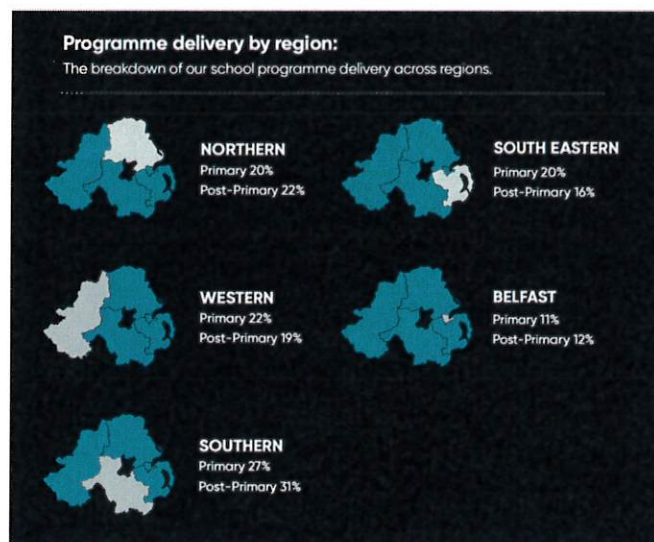 Programme delivery by region:
The breakdown of our school programme delivery across regions.
NORTHERN
Primary 20%
Post-Primary 22%
SOUTH EASTERN
Primary 20%
Post-Primary 16%
WESTERN
Primary 22%
Post-Primary 19%
BELFAST
Primary 11%
Post-Primary 12%
SOUTHERN
Primary 27%
Post-Primary 31%